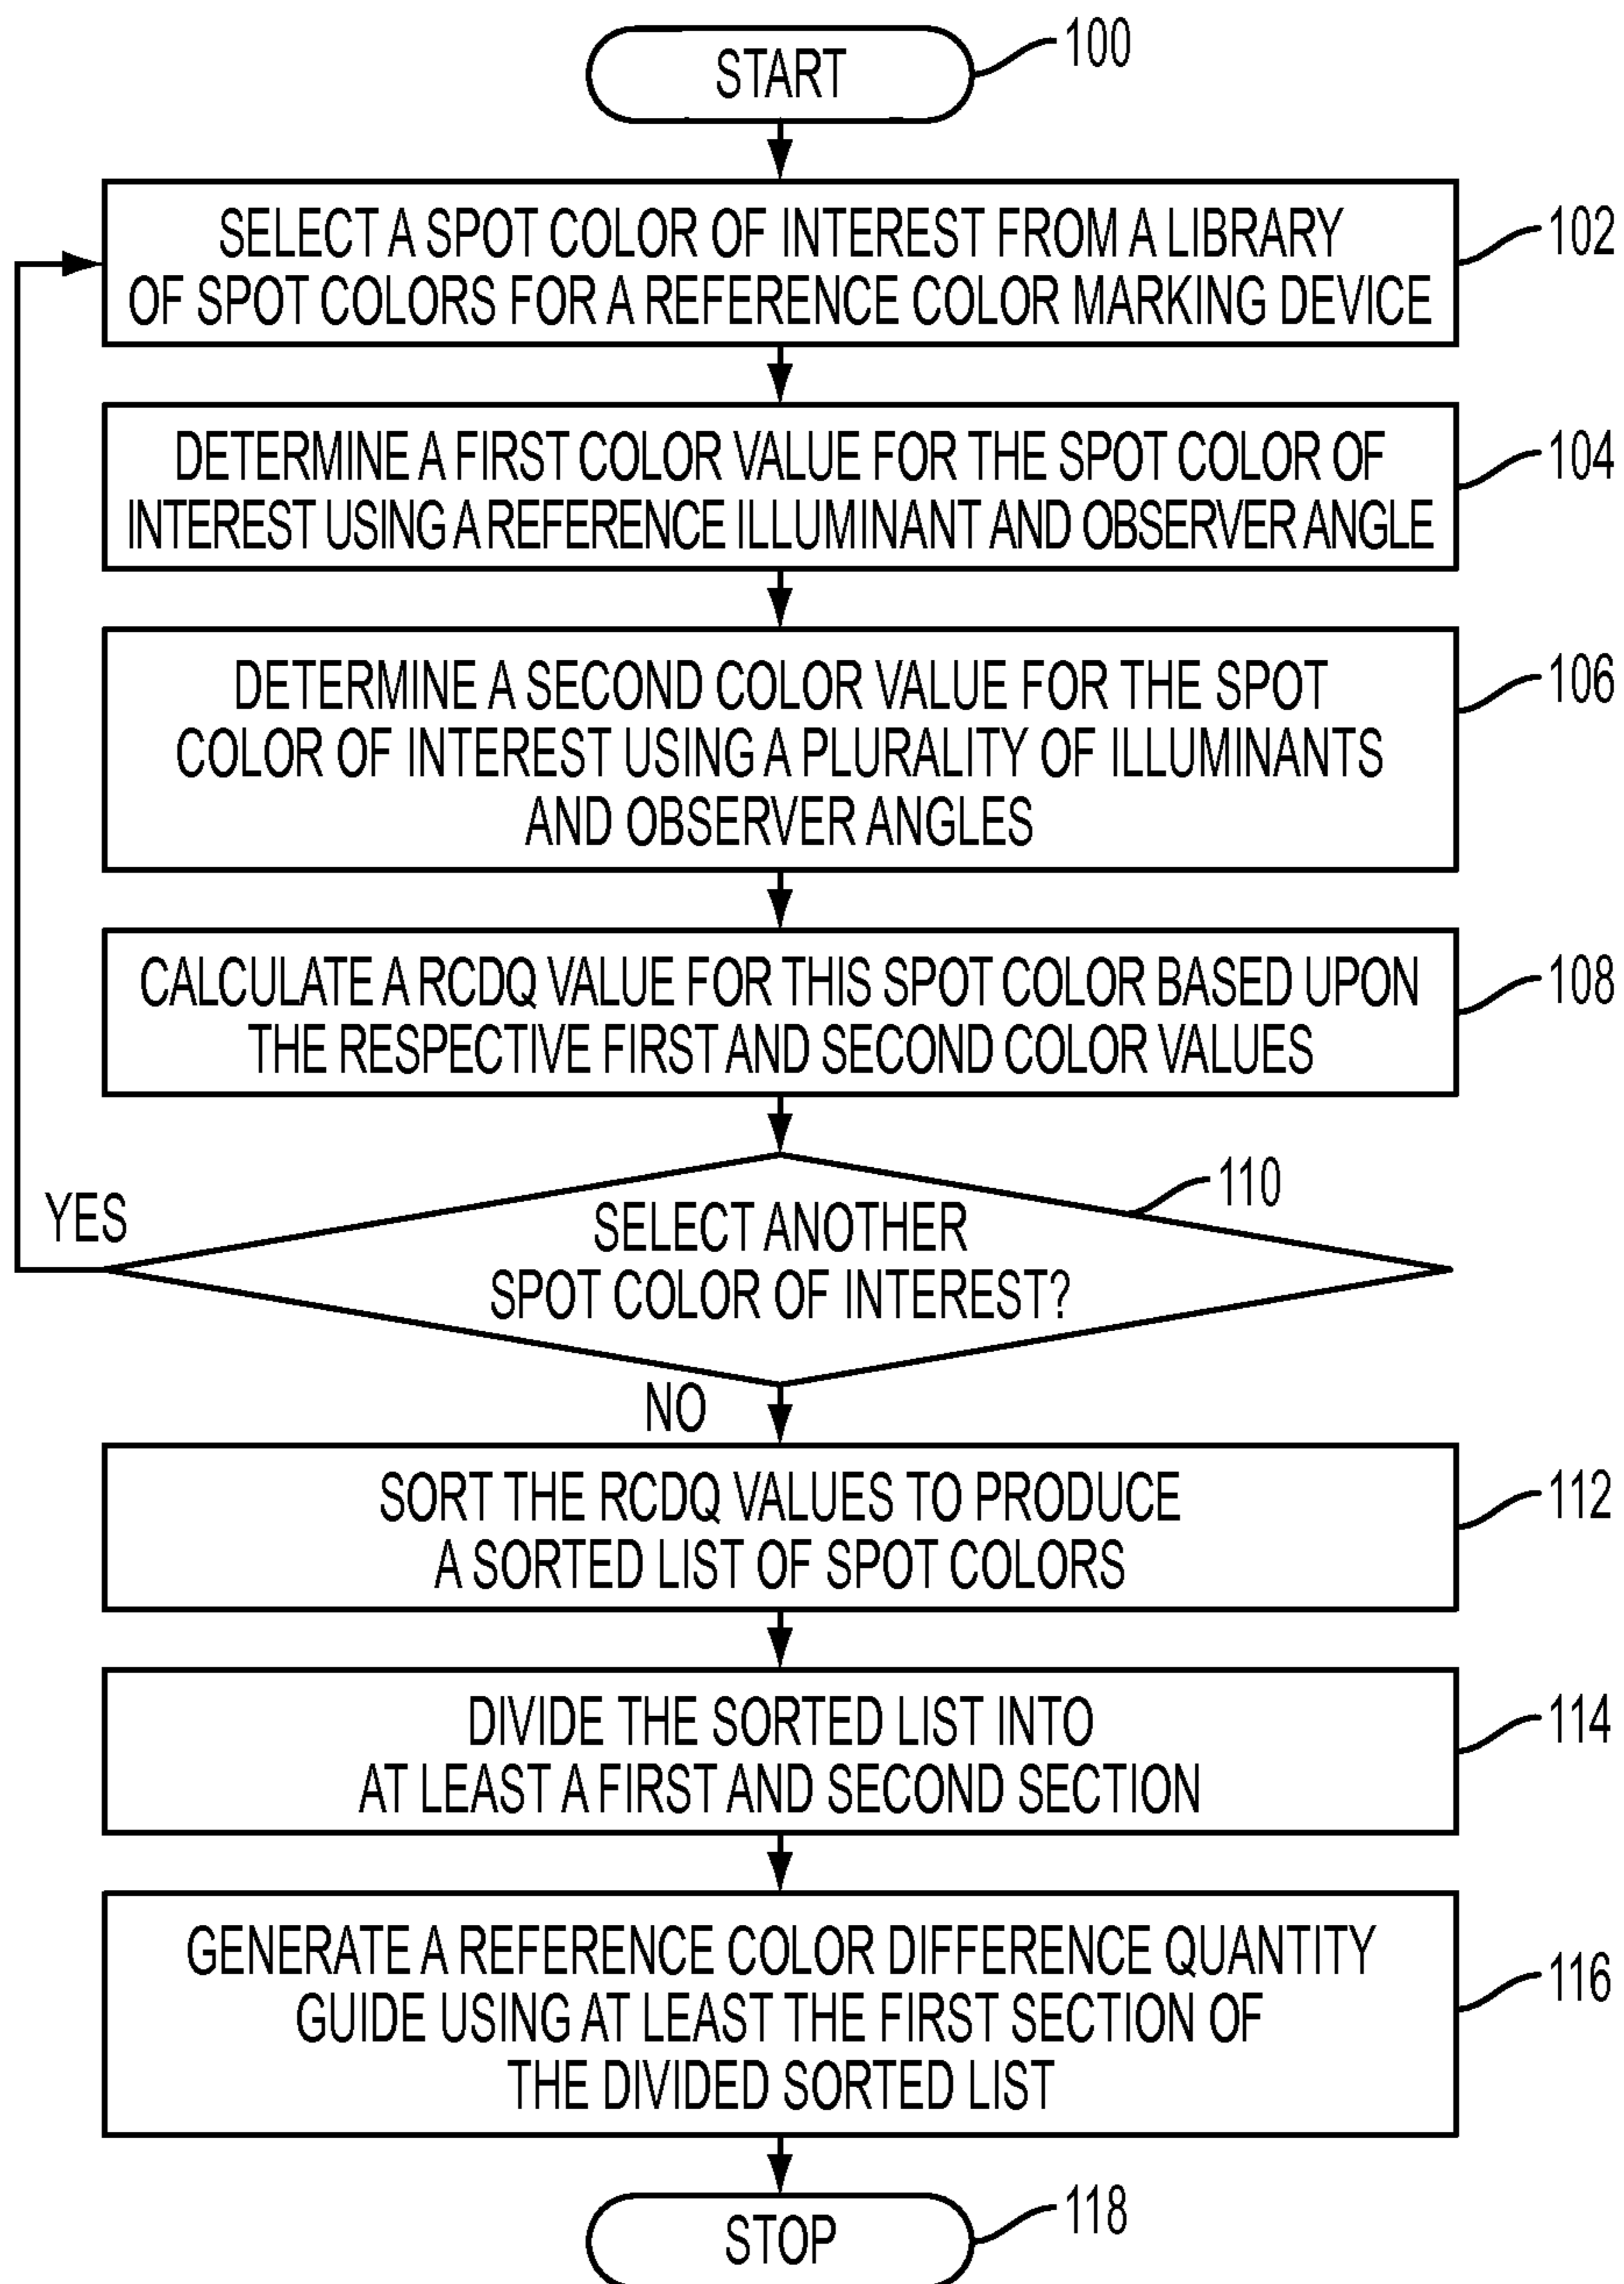 START
100
SELECT A SPOT COLOR OF INTEREST FROM A LIBRARY
OF SPOT COLORS FOR A REFERENCE COLOR MARKING DEVICE
102
DETERMINE A FIRST COLOR VALUE FOR THE SPOT COLOR OF
INTEREST USING A REFERENCE ILLUMINANT AND OBSERVER ANGLE
104
DETERMINE A SECOND COLOR VALUE FOR THE SPOT
COLOR OF INTEREST USING A PLURALITY OF ILLUMINANTS
AND OBSERVER ANGLES
106
CALCULATE A RCDQ VALUE FOR THIS SPOT COLOR BASED UPON
THE RESPECTIVE FIRST AND SECOND COLOR VALUES
108
YES
SELECT ANOTHER
SPOT COLOR OF INTEREST?
110
NO
SORT THE RCDQ VALUES TO PRODUCE
A SORTED LIST OF SPOT COLORS
112
DIVIDE THE SORTED LIST INTO
AT LEAST A FIRST AND SECOND SECTION
114
GENERATE A REFERENCE COLOR DIFFERENCE QUANTITY
GUIDE USING AT LEAST THE FIRST SECTION OF
THE DIVIDED SORTED LIST
116
STOP
118